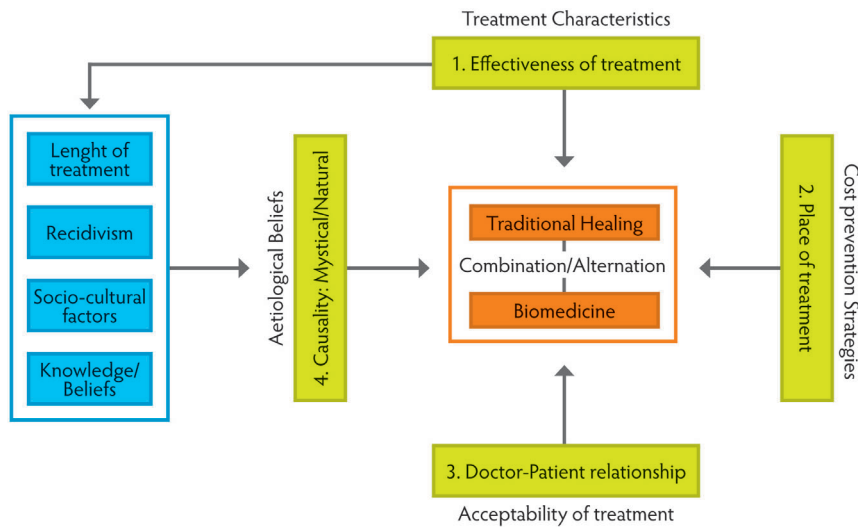 Treatment Characteristics
1. Effectiveness of treatment
Lenght of
treatment
Recidivism
Socio-cultural
factors
Knowledge/
Beliefs
Aetiological Beliefs
4. Causality: Mystical/Natural
Traditional Healing
Combination/Alternation
Biomedicine
2. Place of treatment
Cost prevention Strategies
3. Doctor-Patient relationship
Acceptability of treatment